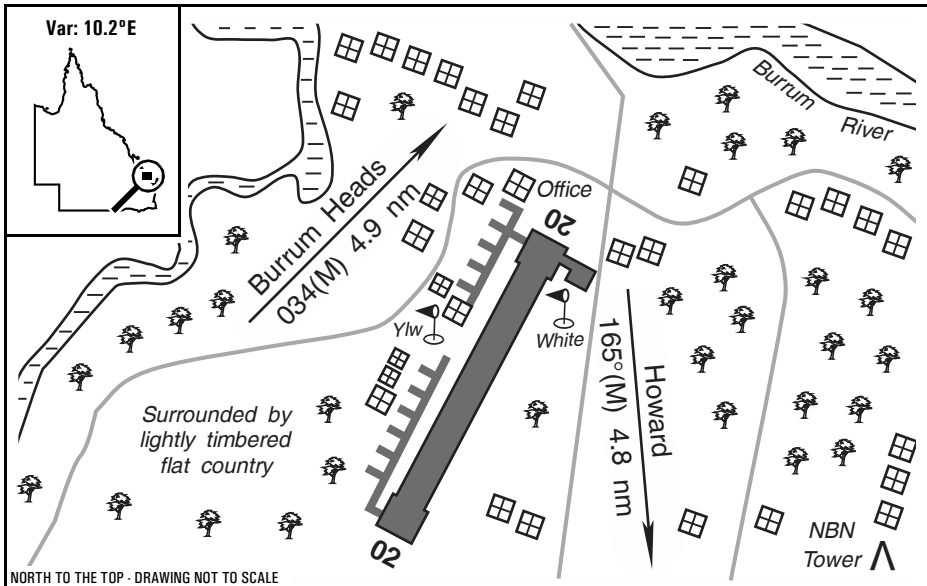 Var: 10.2°E
Burrum
River
Burrum Heads
034(M) 4.9 nm
Office
20
Ylw
White
Howard
165°(M) 4.8 nm
Surrounded by
lightly timbered
flat country
02
NBN
Tower
NORTH TO THE TOP - DRAWING NOT TO SCALE